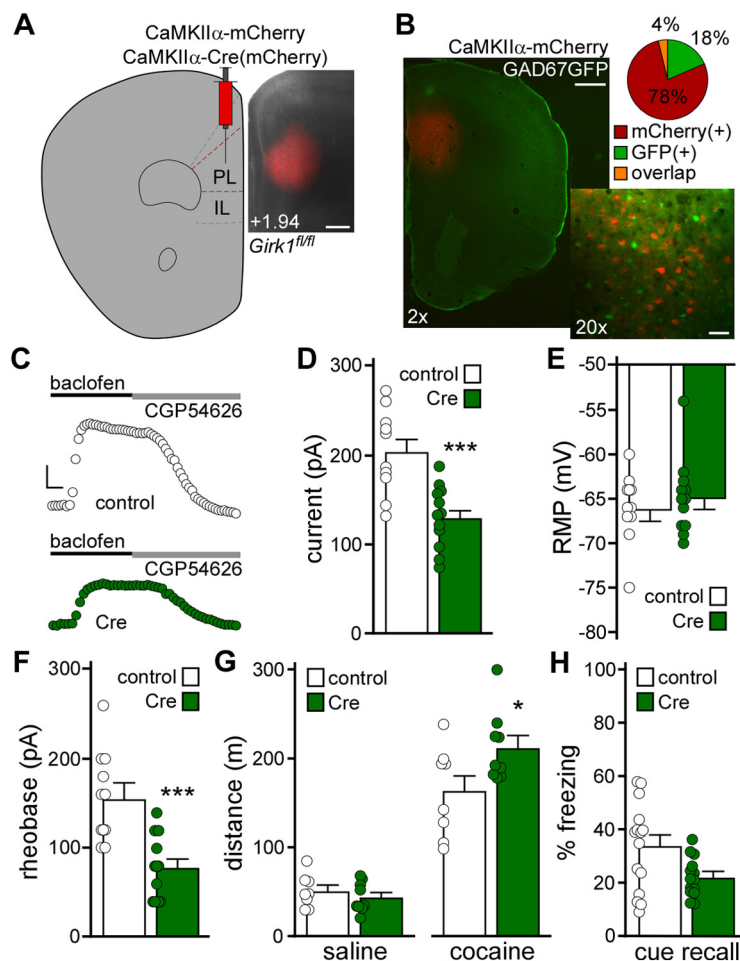 A
CaMKIIα-mCherry
CaMKIIα-Cre(mCherry)
PL
IL
+1.94
Girk1fl/fl
B
CaMKIIα-mCherry
GAD67GFP
4%
18%
78%
mCherry(+)
GFP(+)
overlap
2x
20x
C
baclofen
CGP54626
control
baclofen
CGP54626
Cre
D
300
200
100
0
current (pA)
control
Cre
***
E
-50
-55
-60
-65
-70
-75
-80
RMP (mV)
control
Cre
F
300
200
100
0
rheobase (pA)
control
Cre
***
G
300
200
100
0
distance (m)
control
Cre
*
saline
cocaine
H
100
80
60
40
20
0
% freezing
control
Cre
cue recall